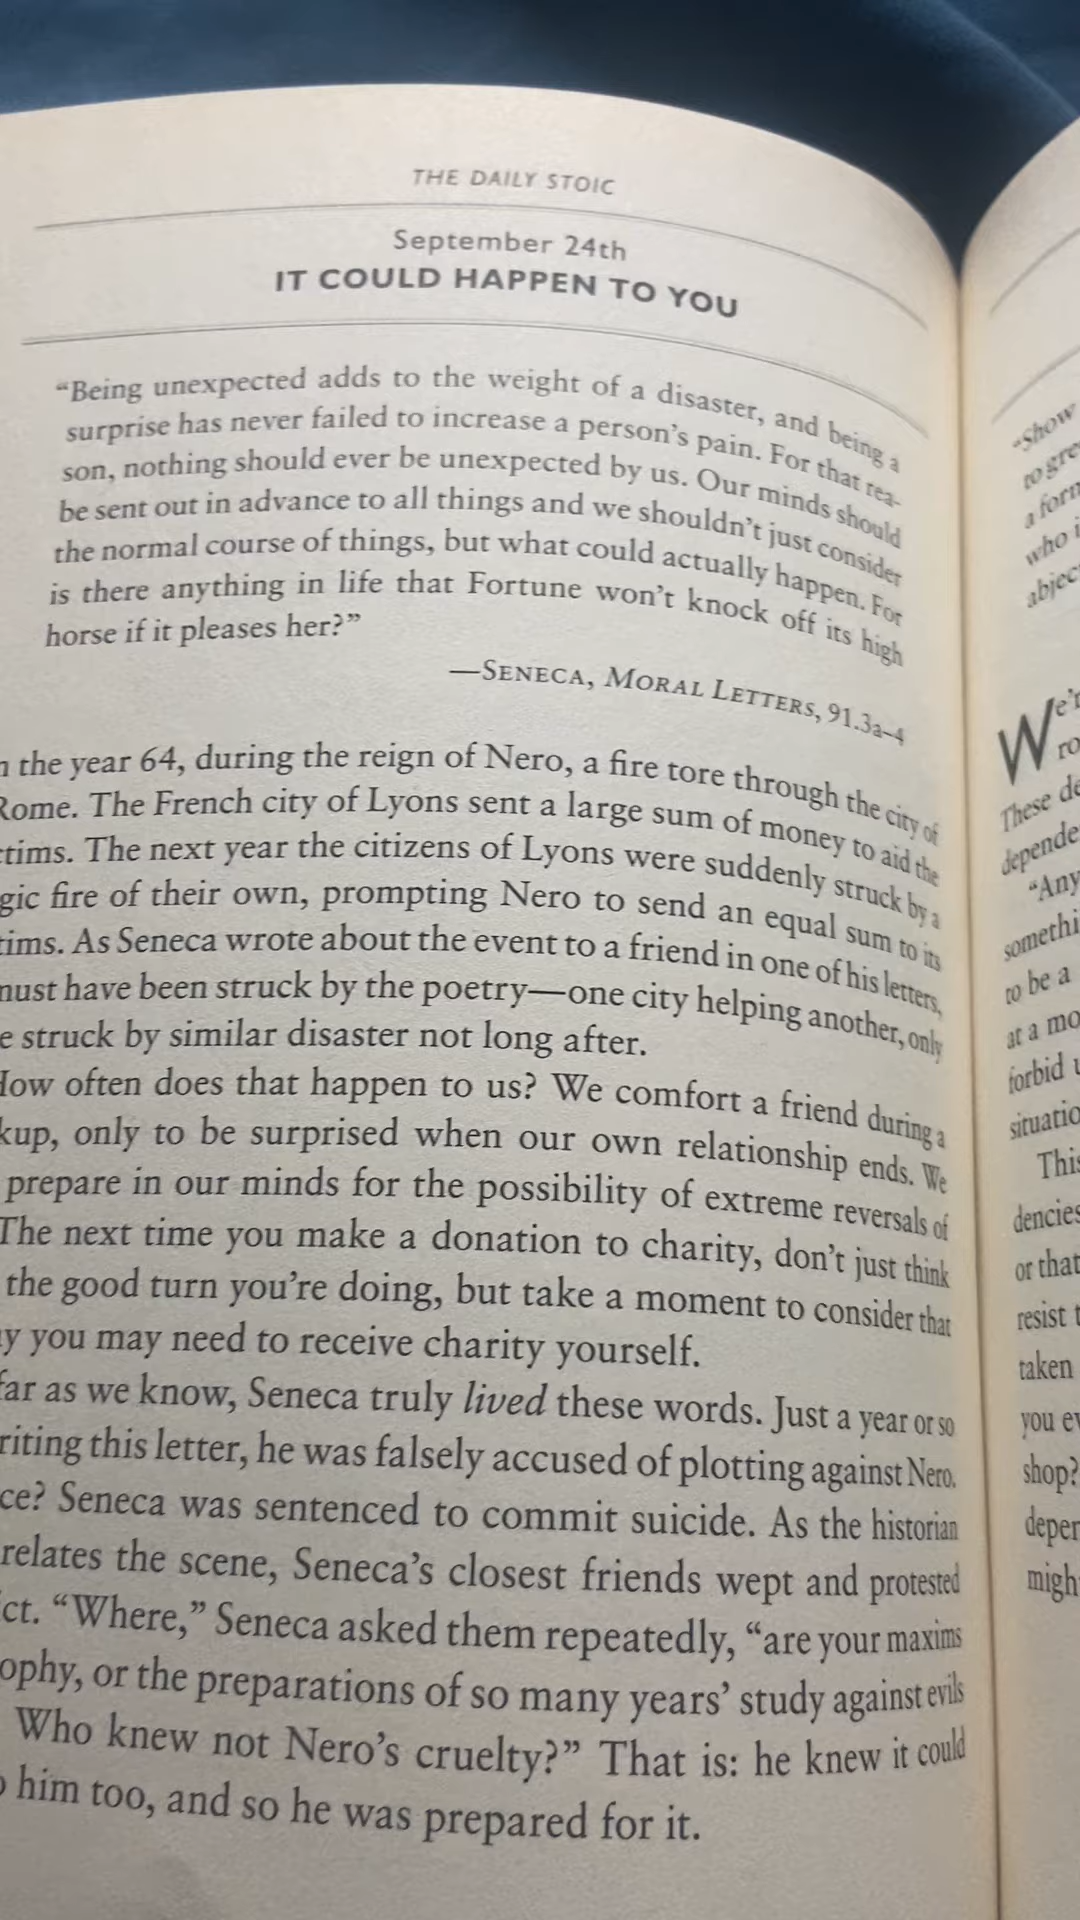 THE DAILY STOIC
September 24th
IT COULD HAPPEN TO YOU
“Being unexpected adds to the weight of a disaster, and being a
surprise has never failed to increase a person’s pain. For that rea-
son, nothing should ever be unexpected by us. Our minds should
be sent out in advance to all things and we shouldn’t just consider
the normal course of things, but what could actually happen. For
is there anything in life that Fortune won’t knock off its high
horse if it pleases her?”
—SENECA, MORAL LETTERS, 91.3a–4
n the year 64, during the reign of Nero, a fire tore through the city of
Rome. The French city of Lyons sent a large sum of money to aid the
ctims. The next year the citizens of Lyons were suddenly struck by a
gic fire of their own, prompting Nero to send an equal sum to its
tims. As Seneca wrote about the event to a friend in one of his letters,
must have been struck by the poetry—one city helping another, only
e struck by similar disaster not long after.
How often does that happen to us? We comfort a friend during a
kup, only to be surprised when our own relationship ends. We
prepare in our minds for the possibility of extreme reversals of
The next time you make a donation to charity, don’t just think
the good turn you’re doing, but take a moment to consider that
y you may need to receive charity yourself.
far as we know, Seneca truly lived these words. Just a year or so
riting this letter, he was falsely accused of plotting against Nero.
ce? Seneca was sentenced to commit suicide. As the historian
relates the scene, Seneca’s closest friends wept and protested
ct. “Where,” Seneca asked them repeatedly, “are your maxims
ophy, or the preparations of so many years’ study against evils
Who knew not Nero’s cruelty?” That is: he knew it could
him too, and so he was prepared for it.
“Show
to gre
a form
who i
abjec
We’r
ro
These de
depende
“Any
somethi
to be a
at a mo
forbid u
situatio
This
dencies
or that
resist t
taken
you ev
shop?
deper
migh